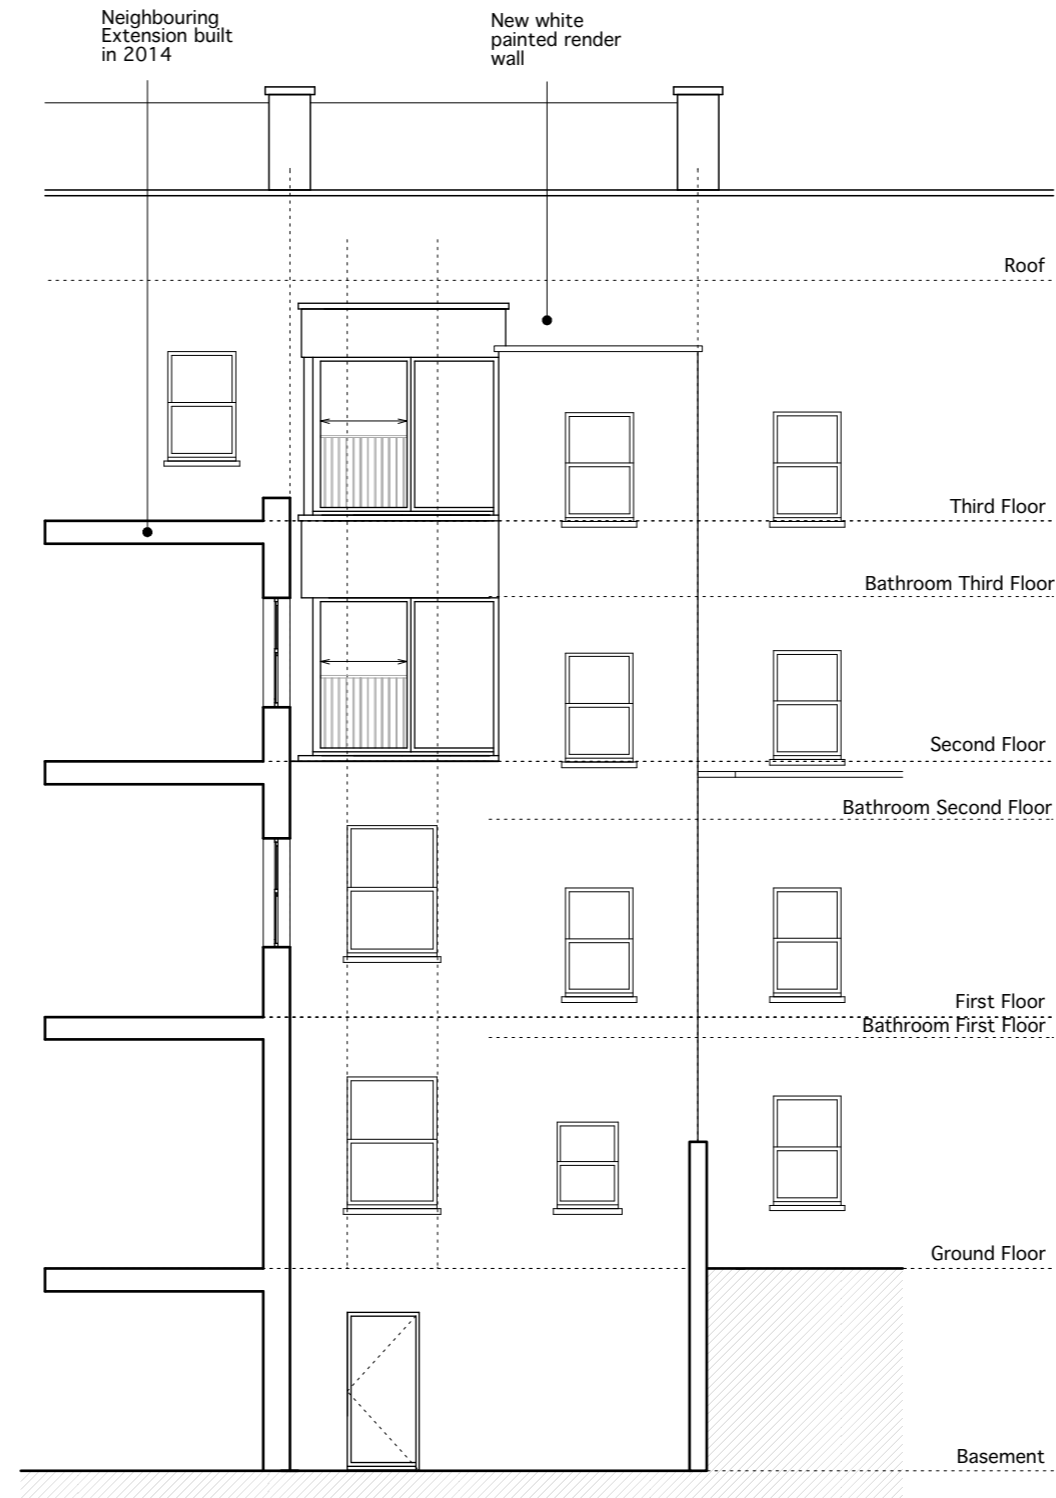 Neighbouring
Extension built
in 2014
New white
painted render
wall
Roof
Third Floor
Bathroom Third Floor
Second Floor
Bathroom Second Floor
First Floor
Bathroom First Floor
Ground Floor
Basement